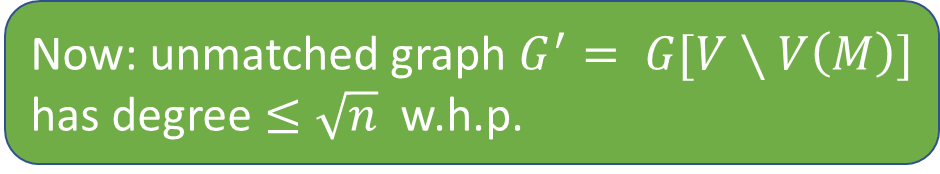 Now: unmatched graph G′ = G[V \ V(M)]
has degree ≤ √n w.h.p.